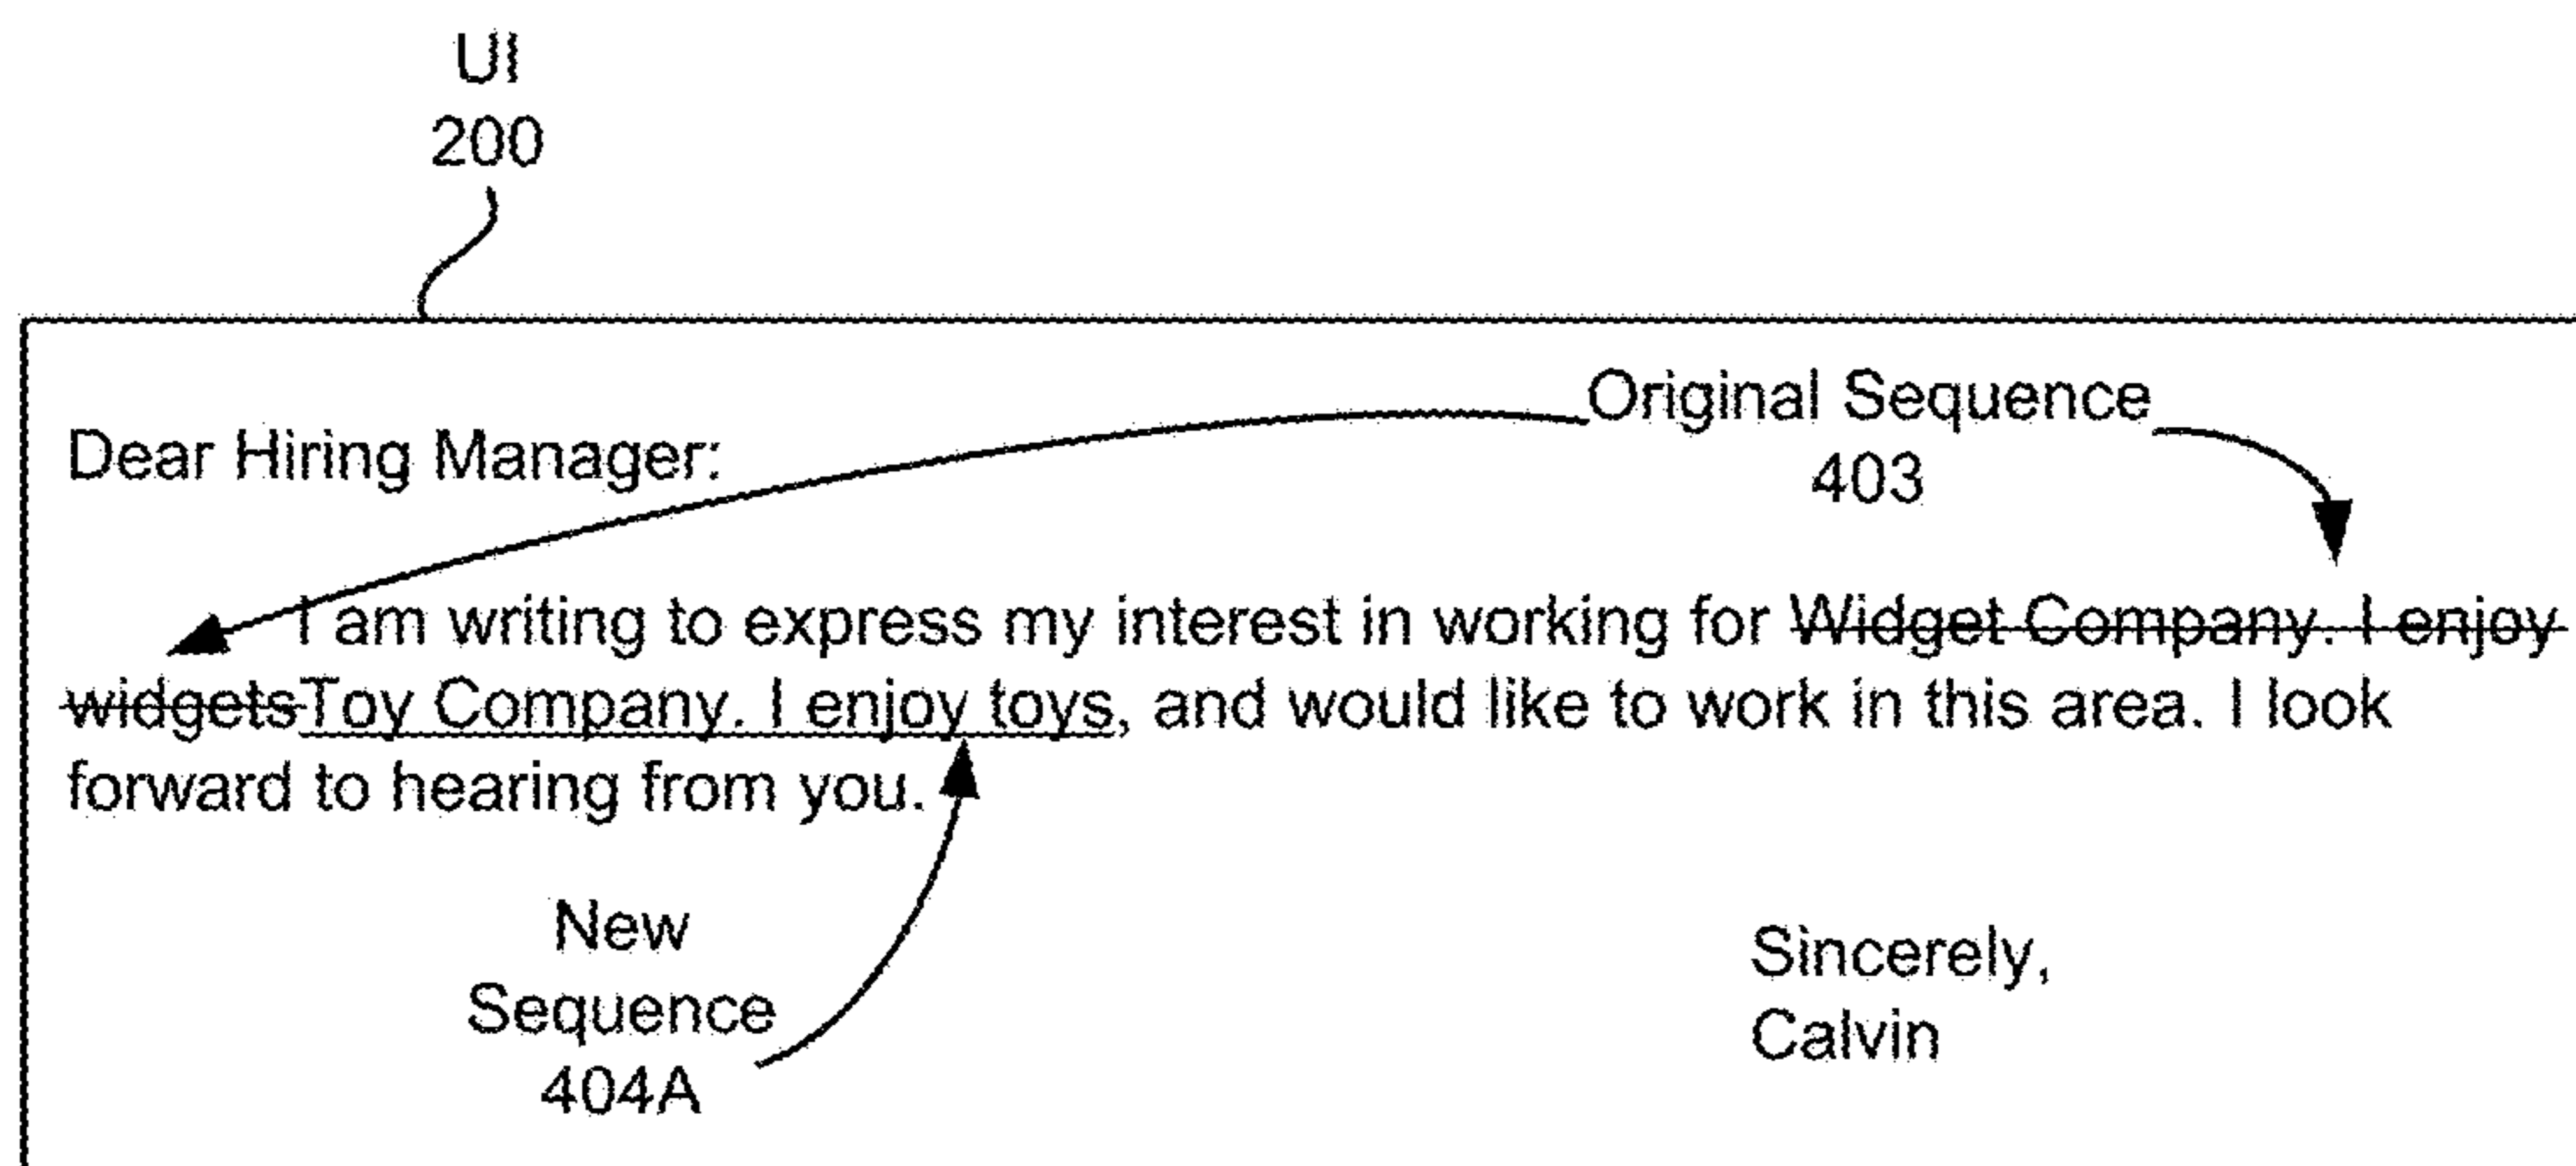 UI
200
Original Sequence
403
Dear Hiring Manager:
I am writing to express my interest in working for Widget Company. I enjoy
widgetsToy Company. I enjoy toys, and would like to work in this area. I look
forward to hearing from you.
New
Sequence
404A
Sincerely,
Calvin